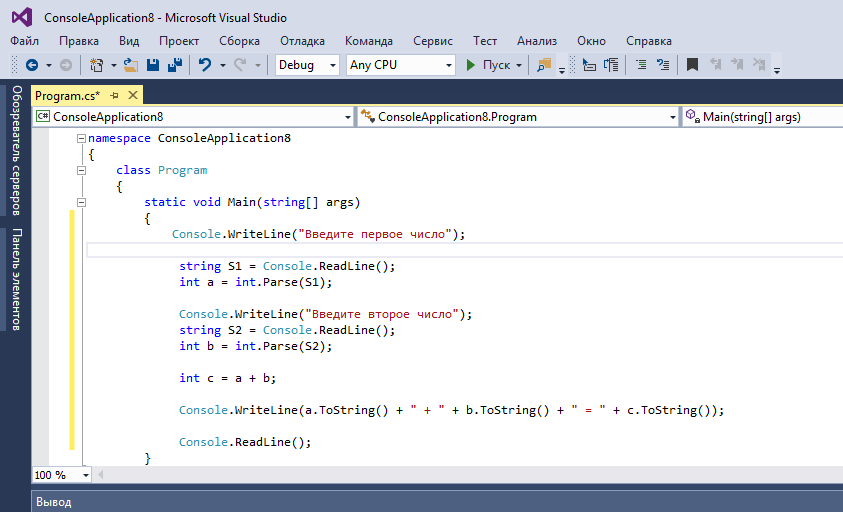 ConsoleApplication8 - Microsoft Visual Studio
Файл Правка Вид Проект Сборка Отладка Команда Сервис Тест Анализ Окно Справка
Debug Any CPU Пуск
Обозреватель серверов
Панель элементов
Program.cs*
C# ConsoleApplication8 ConsoleApplication8.Program Main(string[] args)
namespace ConsoleApplication8
{
class Program
{
static void Main(string[] args)
{
Console.WriteLine("Введите первое число");
string S1 = Console.ReadLine();
int a = int.Parse(S1);
Console.WriteLine("Введите второе число");
string S2 = Console.ReadLine();
int b = int.Parse(S2);
int c = a + b;
Console.WriteLine(a.ToString() + " + " + b.ToString() + " = " + c.ToString());
Console.ReadLine();
}
100 %
Вывод